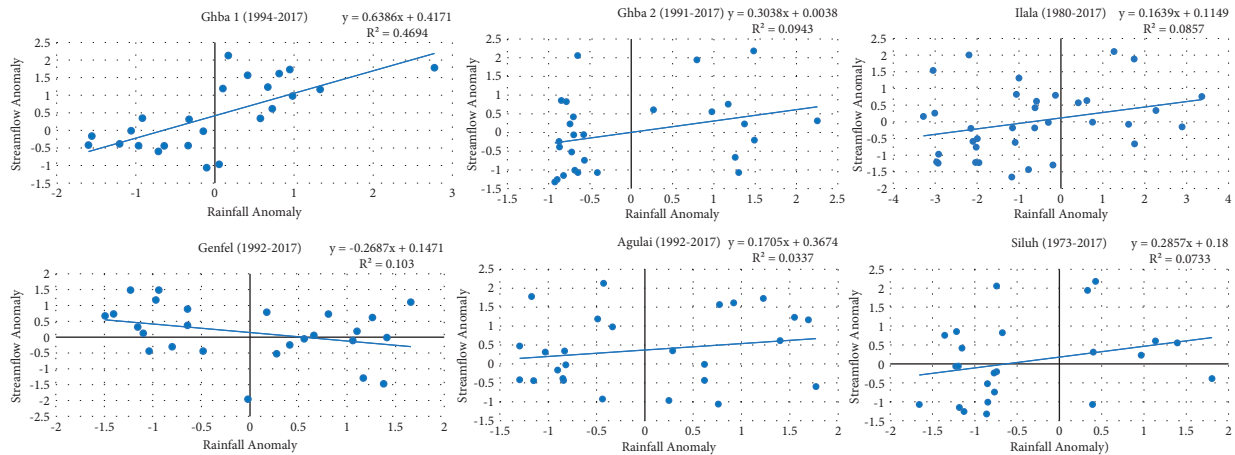 Ghba 1 (1994-2017) y = 0.6386x + 0.4171
R² = 0.4694
2.5
2
1.5
1
0.5
0
-0.5
-1
-1.5
-2 -1 0 1 2 3
Streamflow Anomaly
Rainfall Anomaly
Ghba 2 (1991-2017) y = 0.3038x + 0.0038
R² = 0.0943
2.5
2
1.5
1
0.5
0
-0.5
-1
-1.5
-1.5 -1 -0.5 0 0.5 1 1.5 2 2.5
Streamflow Anomaly
Rainfall Anomaly
Ilala (1980-2017) y = 0.1639x + 0.1149
R² = 0.0857
2.5
2
1.5
1
0.5
0
-0.5
-1
-1.5
-2
-4 -3 -2 -1 0 1 2 3 4
Streamflow Anomaly
Rainfall Anomaly
Genfel (1992-2017) y = -0.2687x + 0.1471
R² = 0.103
2
1.5
1
0.5
0
-0.5
-1
-1.5
-2
-2.5
-2 -1.5 -1 -0.5 0 0.5 1 1.5 2
Streamflow Anomaly
Rainfall Anomaly
Agulai (1992-2017) y = 0.1705x + 0.3674
R² = 0.0337
2.5
2
1.5
1
0.5
0
0.5
-1
-1.5
-1.5 -1 -0.5 0 0.5 1 1.5 2
Streamflow Anomaly
Rainfall Anomaly
Siluh (1973-2017) y = 0.2857x + 0.18
R² = 0.0733
2.5
2
1.5
1
0.5
0
-0.5
-1
-1.5
-2 -1.5 -1 -0.5 0 0.5 1 1.5 2
Streamflow Anomaly
Rainfall Anomaly)